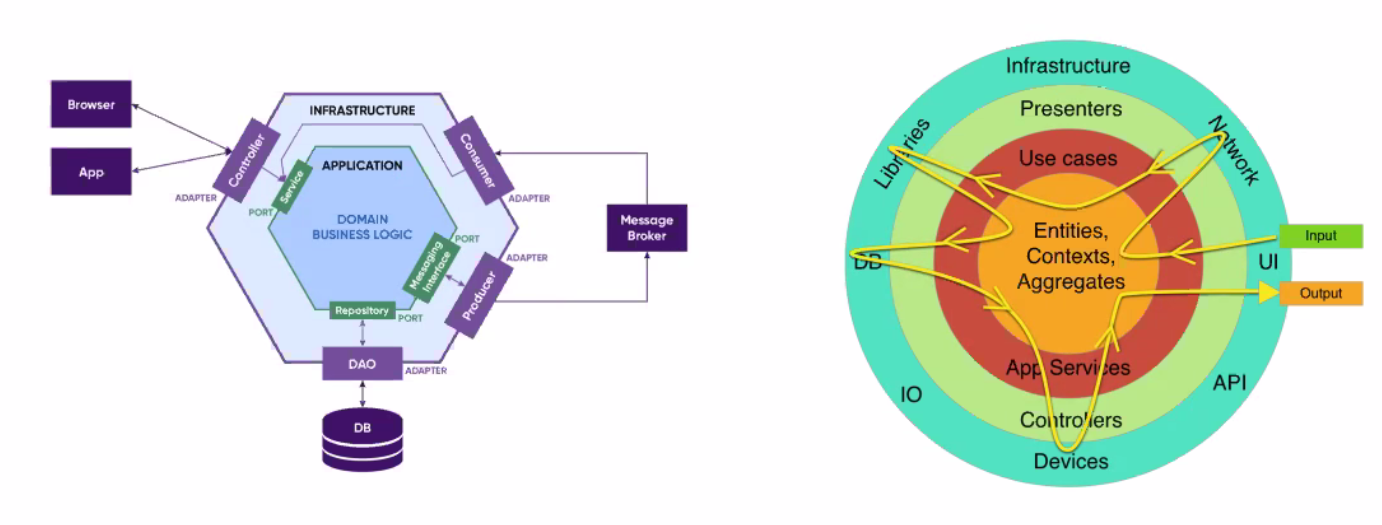 Browser
App
INFRASTRUCTURE
Controller
ADAPTER
Consumer
ADAPTER
APPLICATION
Service
PORT
DOMAIN
BUSINESS LOGIC
PORT
Messaging
Interface
ADAPTER
Producer
Message
Broker
Repository
PORT
DAO
ADAPTER
DB
Infrastructure
Presenters
Libraries
Network
Use cases
Entities,
Contexts,
Aggregates
DB
UI
Input
Output
App Services
IO
API
Controllers
Devices